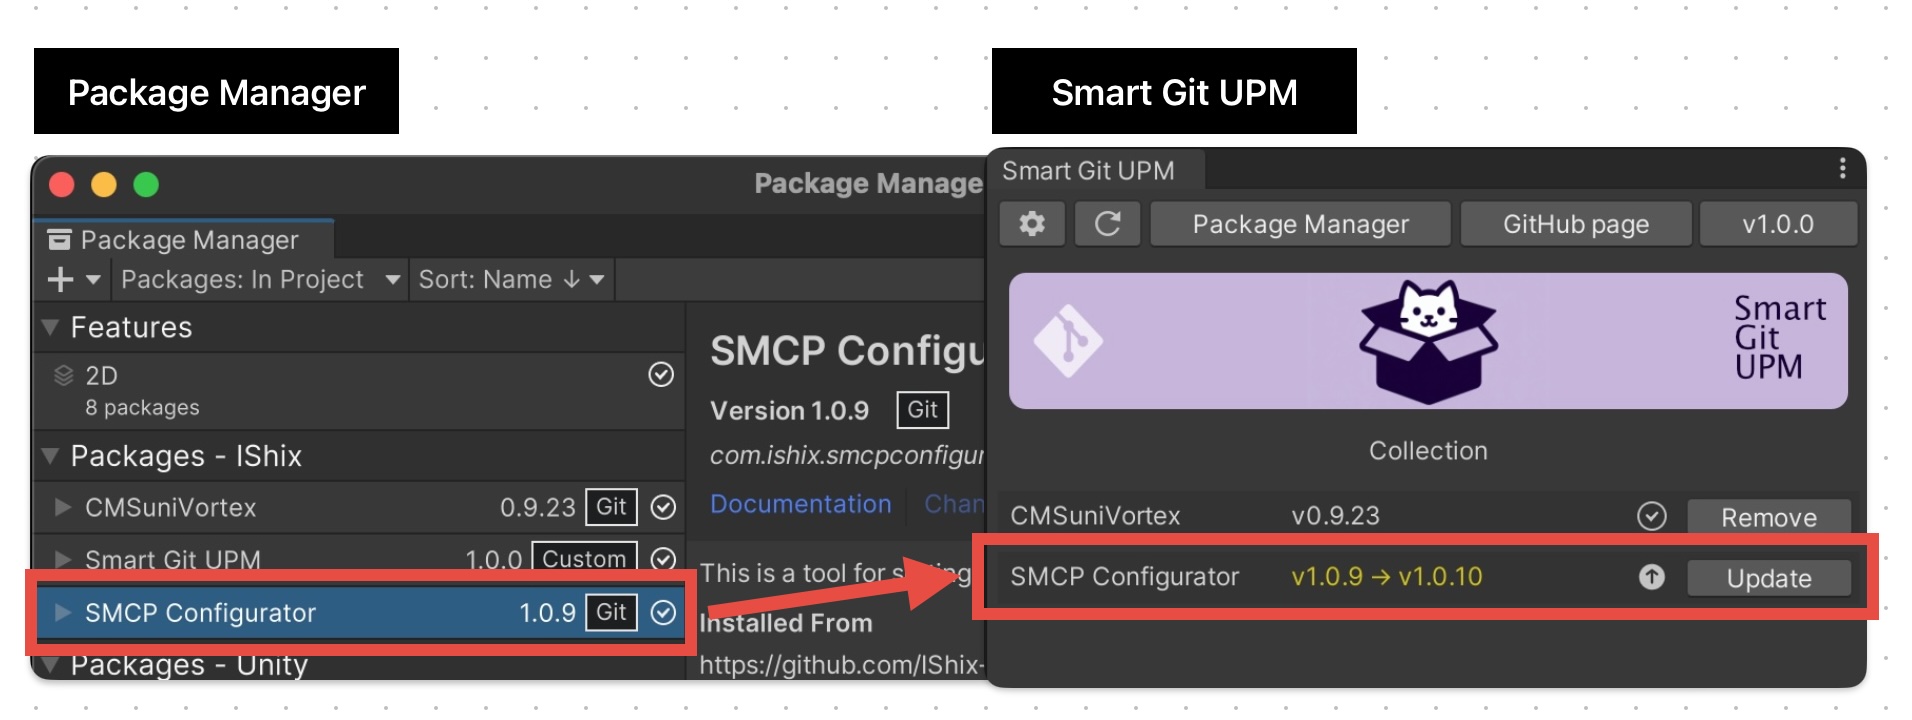 Package Manager
Smart Git UPM
Package Manage
Package Manager
Packages: In Project
Sort: Name ↓
Features
2D
8 packages
Packages - IShix
CMSuniVortex 0.9.23 Git
Smart Git UPM 1.0.0 Custom
SMCP Configurator 1.0.9 Git
Packages - Unity
SMCP Configu
Version 1.0.9 Git
com.ishix.smcpconfigur
Documentation Chan
This is a tool for
Installed From
https://github.com/IShix-
Smart Git UPM
Package Manager GitHub page v1.0.0
Smart
Git
UPM
Collection
CMSuniVortex v0.9.23 Remove
SMCP Configurator v1.0.9 → v1.0.10 Update